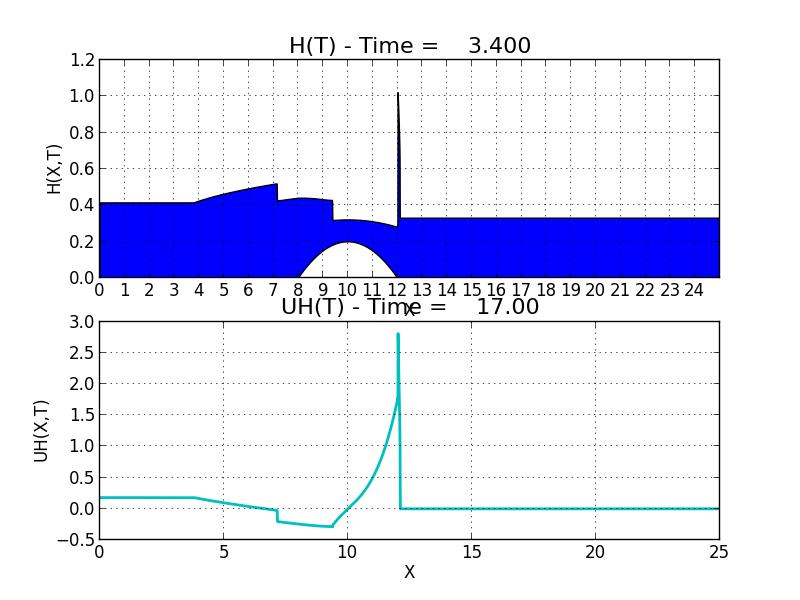 H(T) - Time =    3.400
H(X,T)
1.2
1.0
0.8
0.6
0.4
0.2
0.0
0 1 2 3 4 5 6 7 8 9 10 11 12 13 14 15 16 17 18 19 20 21 22 23 24
X
UH(T) - Time =    17.00
UH(X,T)
3.0
2.5
2.0
1.5
1.0
0.5
0.0
−0.5
0 5 10 15 20 25
X